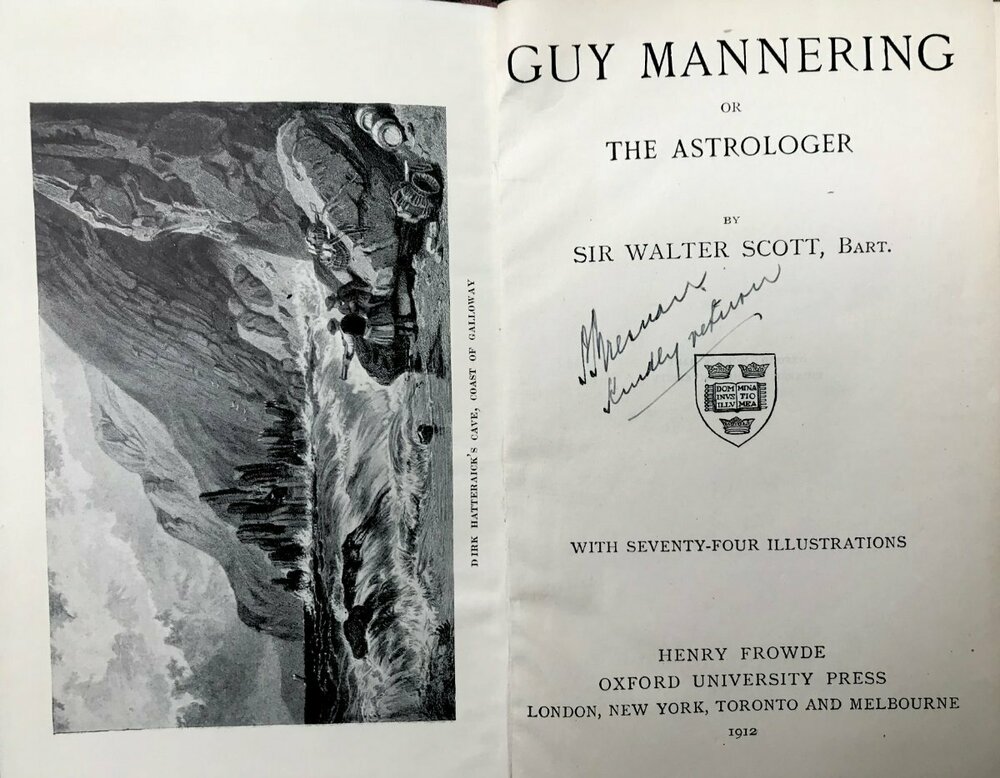 DIRK HATTERAICK'S CAVE, COAST OF GALLOWAY
GUY MANNERING
OR
THE ASTROLOGER
BY
SIR WALTER SCOTT, BART.
Kindly return
DOM MINA
INVS TIO
ILLV MEA
WITH SEVENTY-FOUR ILLUSTRATIONS
HENRY FROWDE
OXFORD UNIVERSITY PRESS
LONDON, NEW YORK, TORONTO AND MELBOURNE
1912